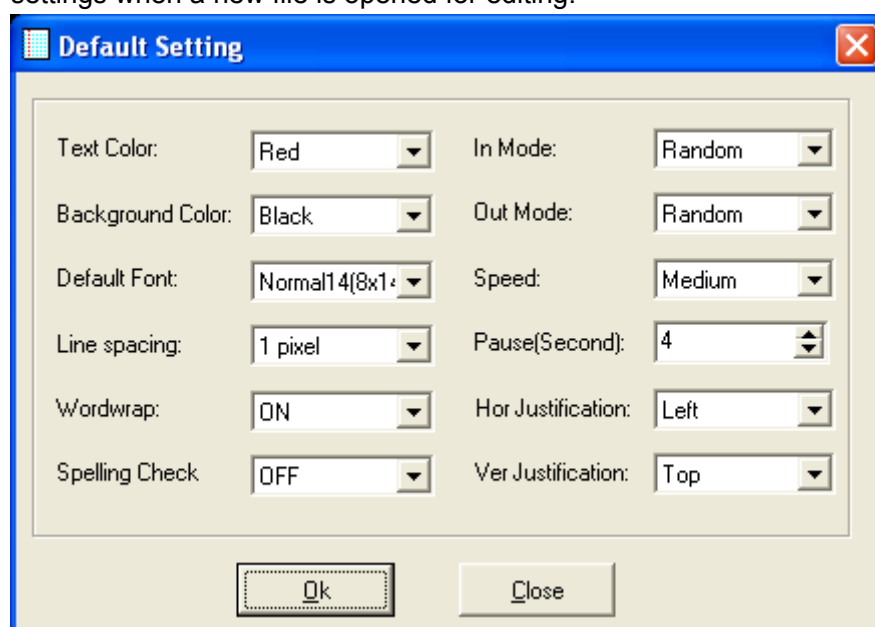 settings when a new file is opened for editing.
Default Setting
Text Color: Red In Mode: Random
Background Color: Black Out Mode: Random
Default Font: Normal14(8x14 Speed: Medium
Line spacing: 1 pixel Pause(Second): 4
Wordwrap: ON Hor Justification: Left
Spelling Check OFF Ver Justification: Top
Ok Close